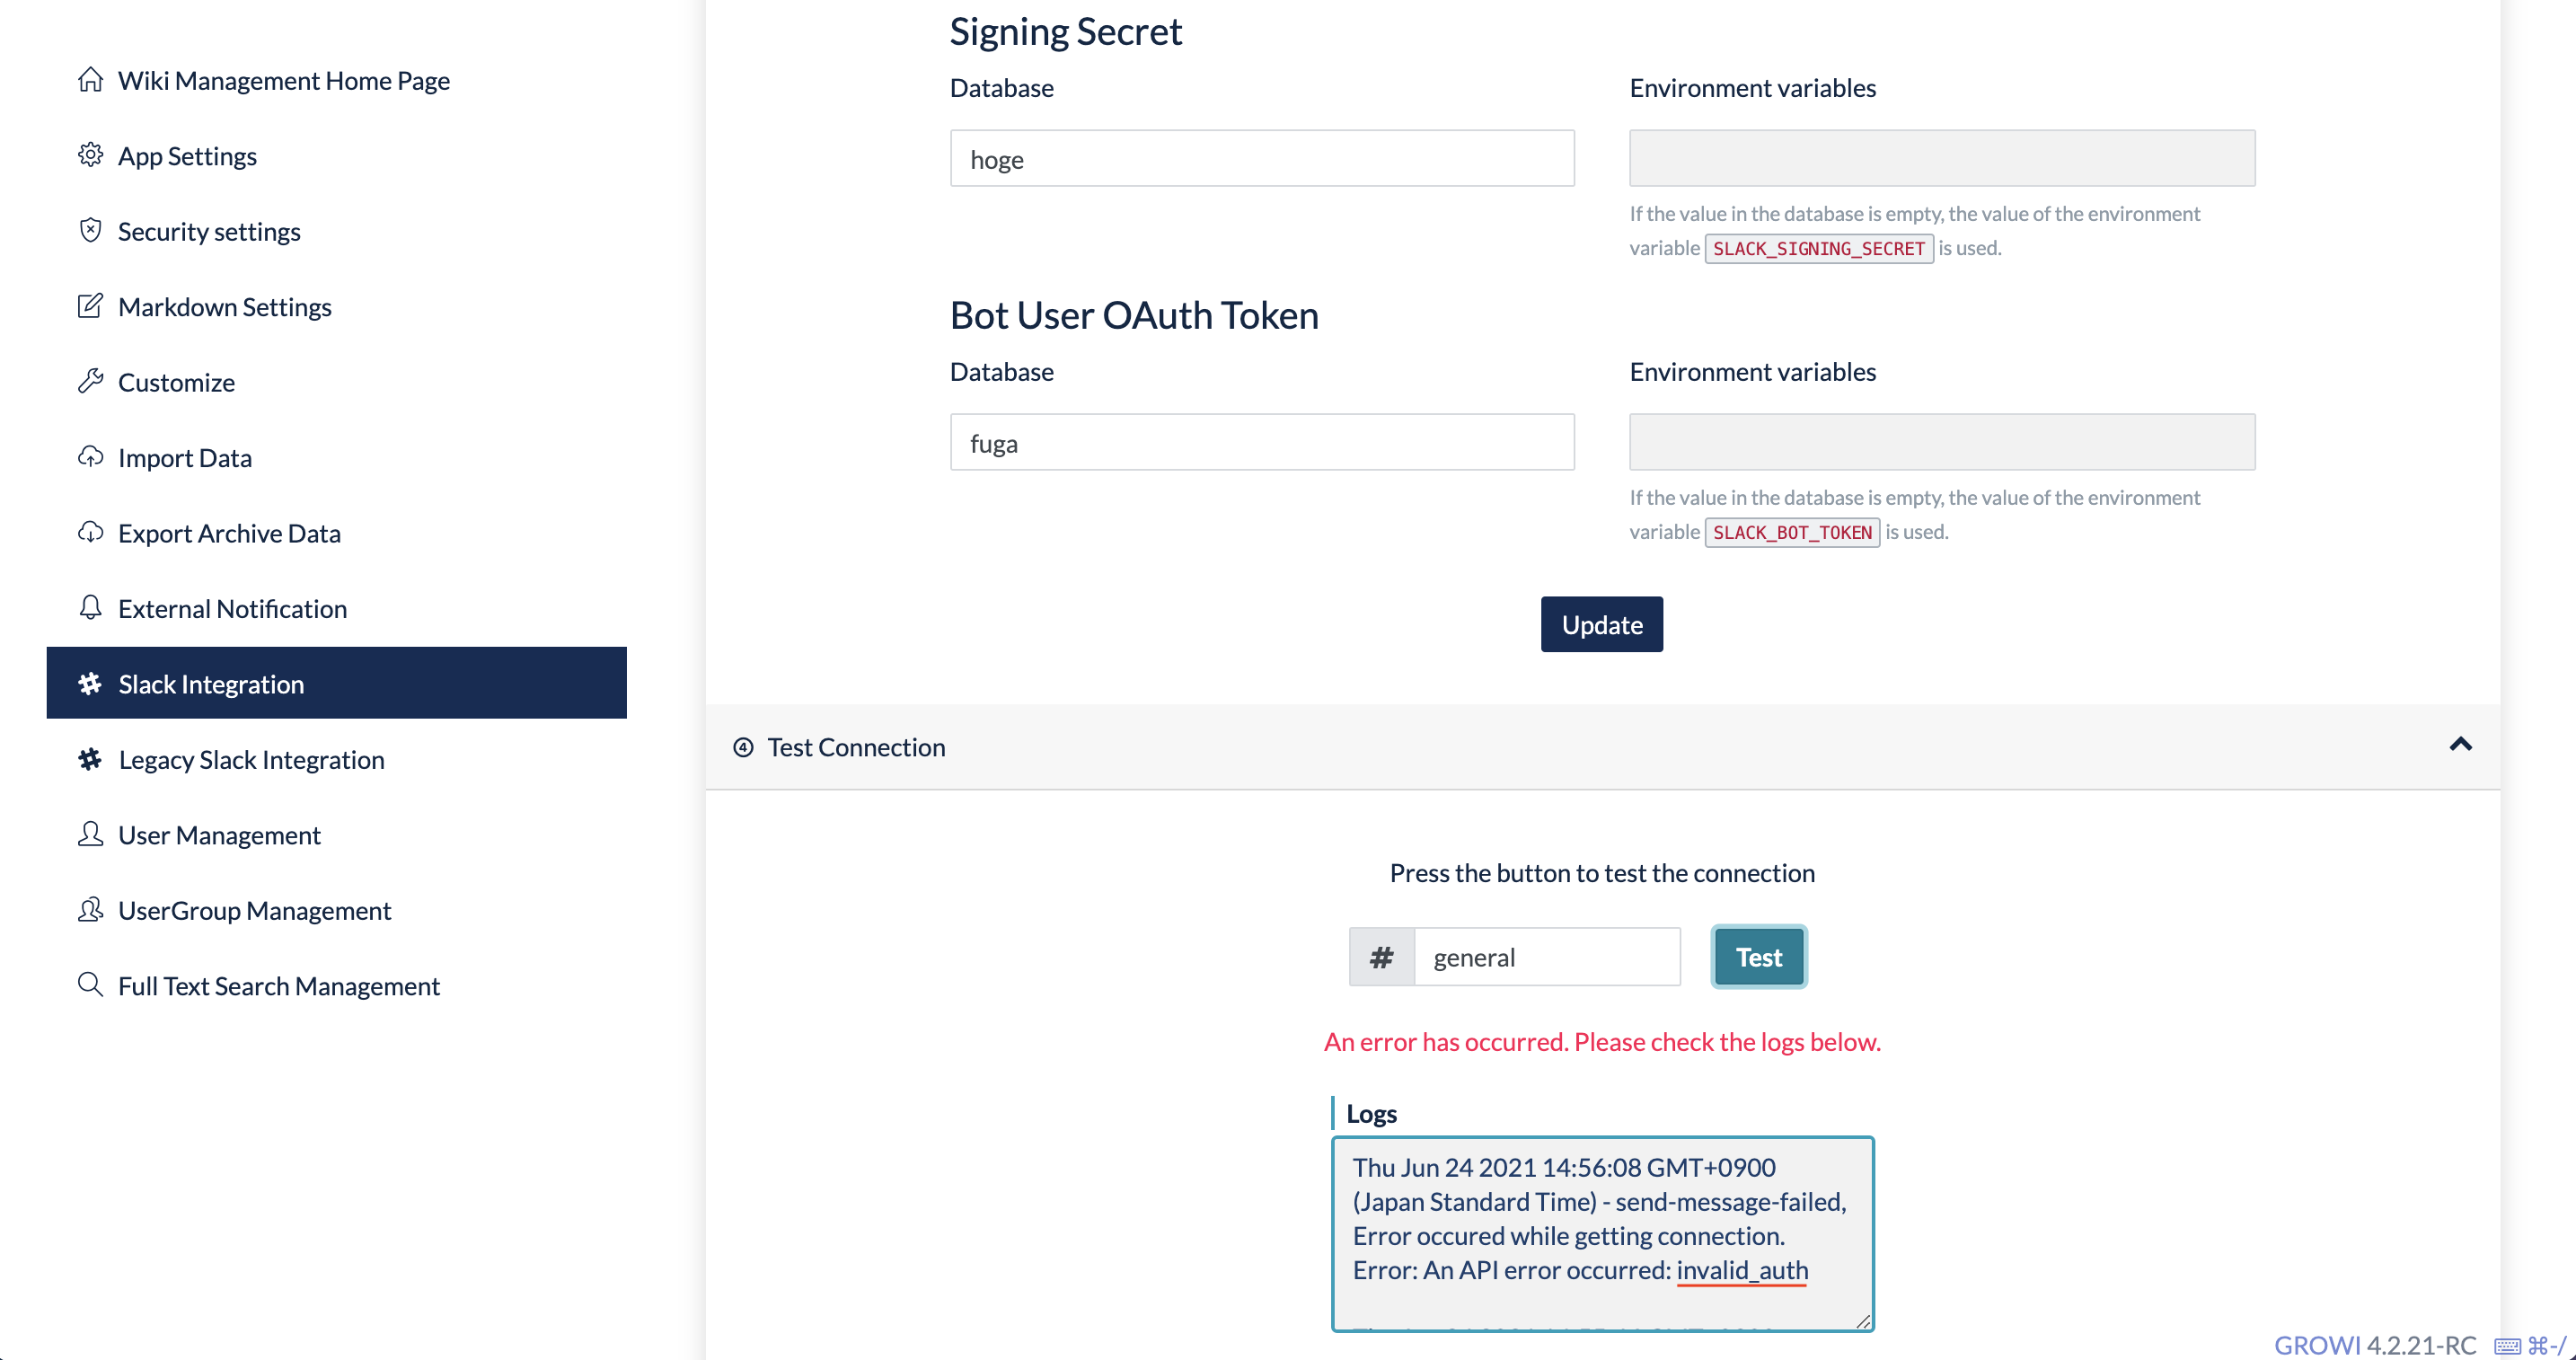 Wiki Management Home Page
App Settings
Security settings
Markdown Settings
Customize
Import Data
Export Archive Data
External Notification
Slack Integration
Legacy Slack Integration
User Management
UserGroup Management
Full Text Search Management
Signing Secret
Database
Environment variables
hoge
If the value in the database is empty, the value of the environment
variable SLACK_SIGNING_SECRET is used.
Bot User OAuth Token
Database
Environment variables
fuga
If the value in the database is empty, the value of the environment
variable SLACK_BOT_TOKEN is used.
Update
④ Test Connection
Press the button to test the connection
# general
Test
An error has occurred. Please check the logs below.
Logs
Thu Jun 24 2021 14:56:08 GMT+0900
(Japan Standard Time) - send-message-failed,
Error occured while getting connection.
Error: An API error occurred: invalid_auth
GROWI 4.2.21-RC ⌘-/